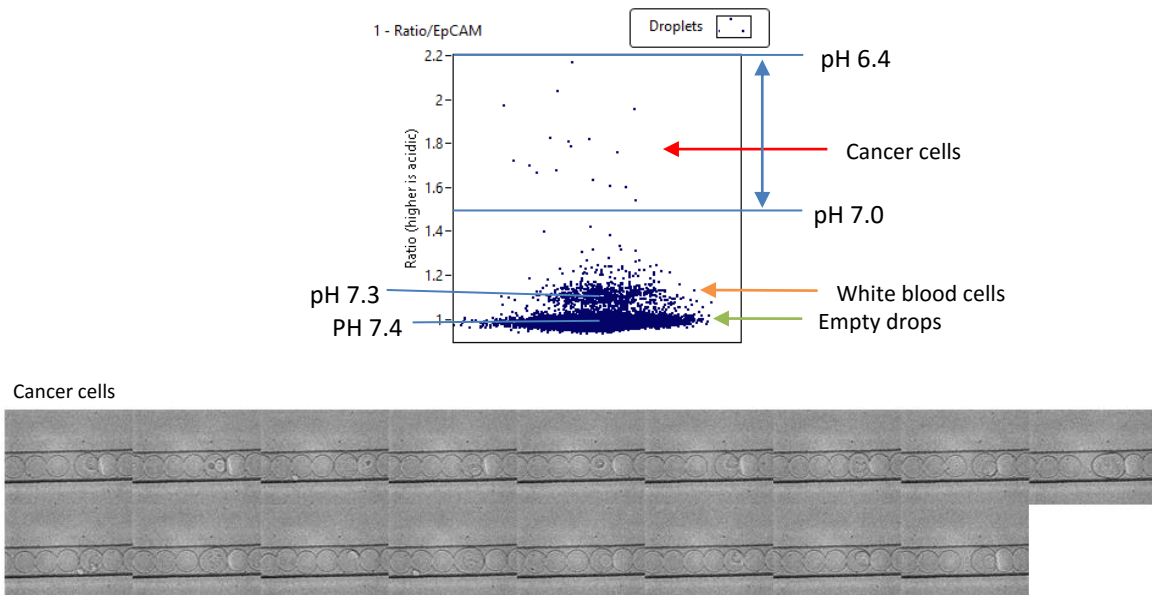 1 - Ratio/EpCAM
Droplets
2.2
pH 6.4
2
1.8
Cancer cells
1.6
pH 7.0
1.4
Ratio (higher is acidic)
1.2
pH 7.3
White blood cells
1
PH 7.4
Empty drops
Cancer cells